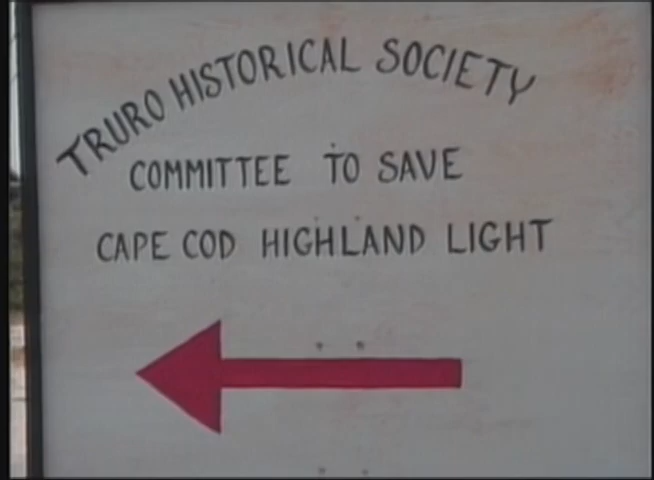 TRURO HISTORICAL SOCIETY
COMMITTEE TO SAVE
CAPE COD HIGHLAND LIGHT